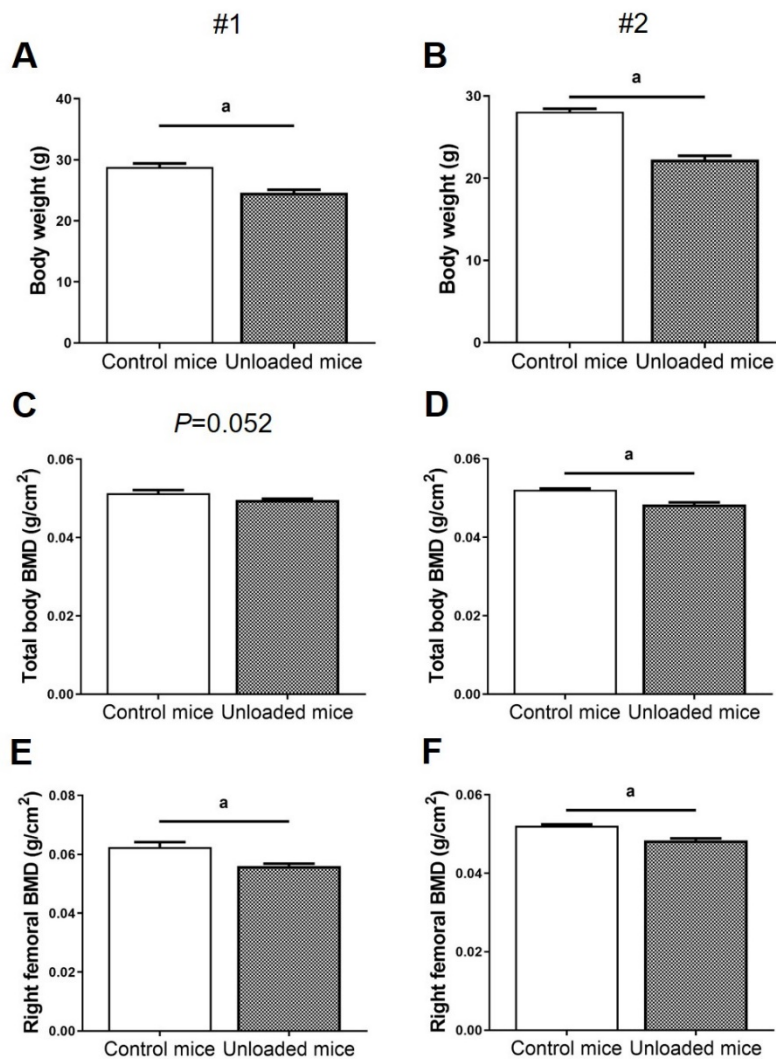 #1
#2
A
B
a
a
Body weight (g)
Body weight (g)
40
30
20
10
0
30
20
10
0
Control mice Unloaded mice
Control mice Unloaded mice
C
D
P=0.052
a
Total body BMD (g/cm²)
Total body BMD (g/cm²)
0.06
0.04
0.02
0.00
0.06
0.04
0.02
0.00
Control mice Unloaded mice
Control mice Unloaded mice
E
F
a
a
Right femoral BMD (g/cm²)
Right femoral BMD (g/cm²)
0.08
0.06
0.04
0.02
0.00
0.06
0.04
0.02
0.00
Control mice Unloaded mice
Control mice Unloaded mice